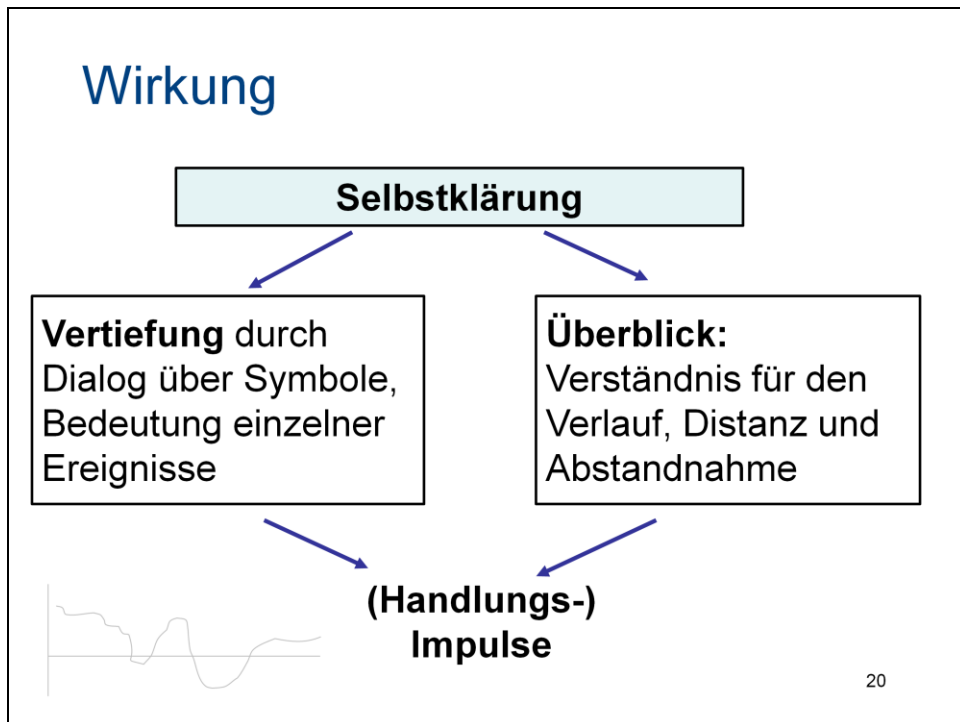 Wirkung
Selbstklärung
Vertiefung durch
Dialog über Symbole,
Bedeutung einzelner
Ereignisse
Überblick:
Verständnis für den
Verlauf, Distanz und
Abstandnahme
(Handlungs-)
Impulse
20